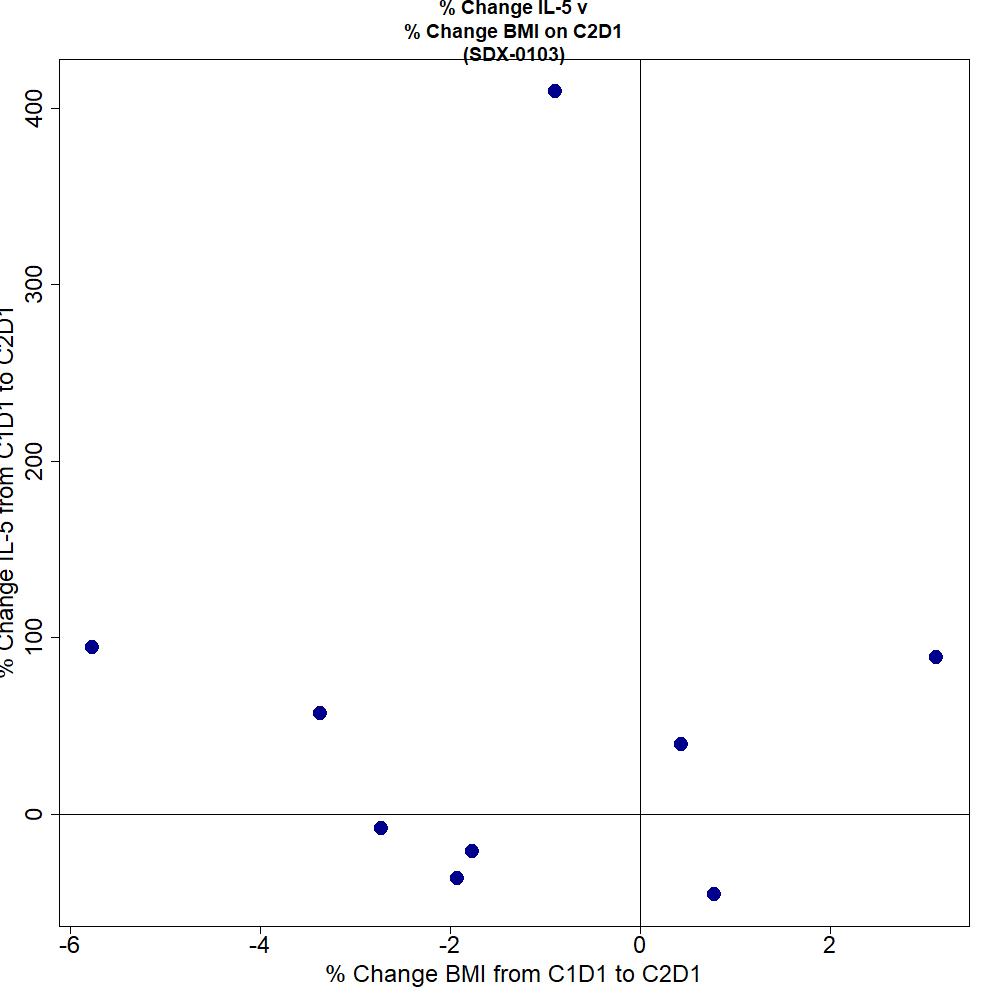 % Change IL-5 v
% Change BMI on C2D1
(SDX-0103)
% Change IL-5 from C1D1 to C2D1
400
300
200
100
0
-6
-4
-2
0
2
% Change BMI from C1D1 to C2D1